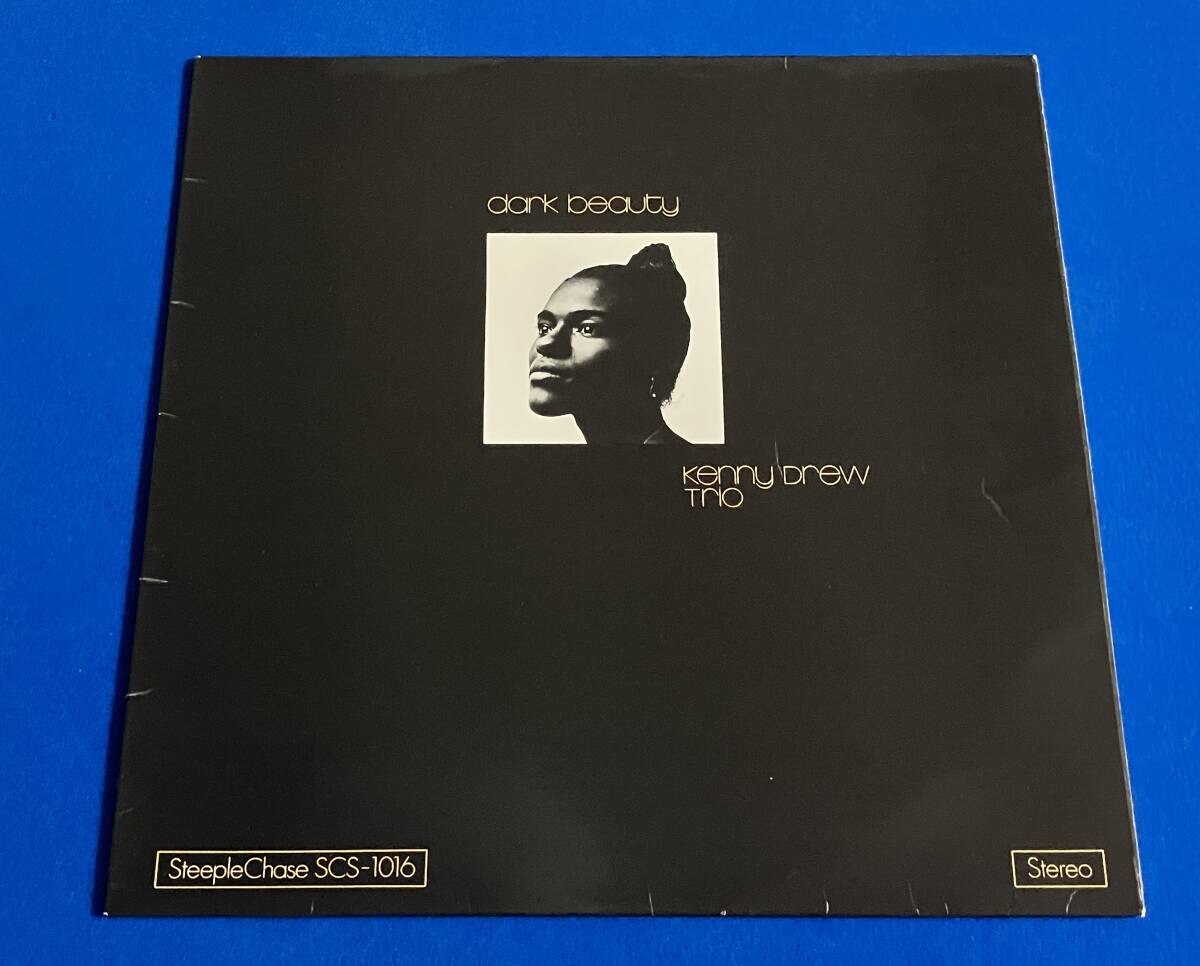 dark beauty
Kenny Drew
Trio
SteepleChase SCS-1016
Stereo